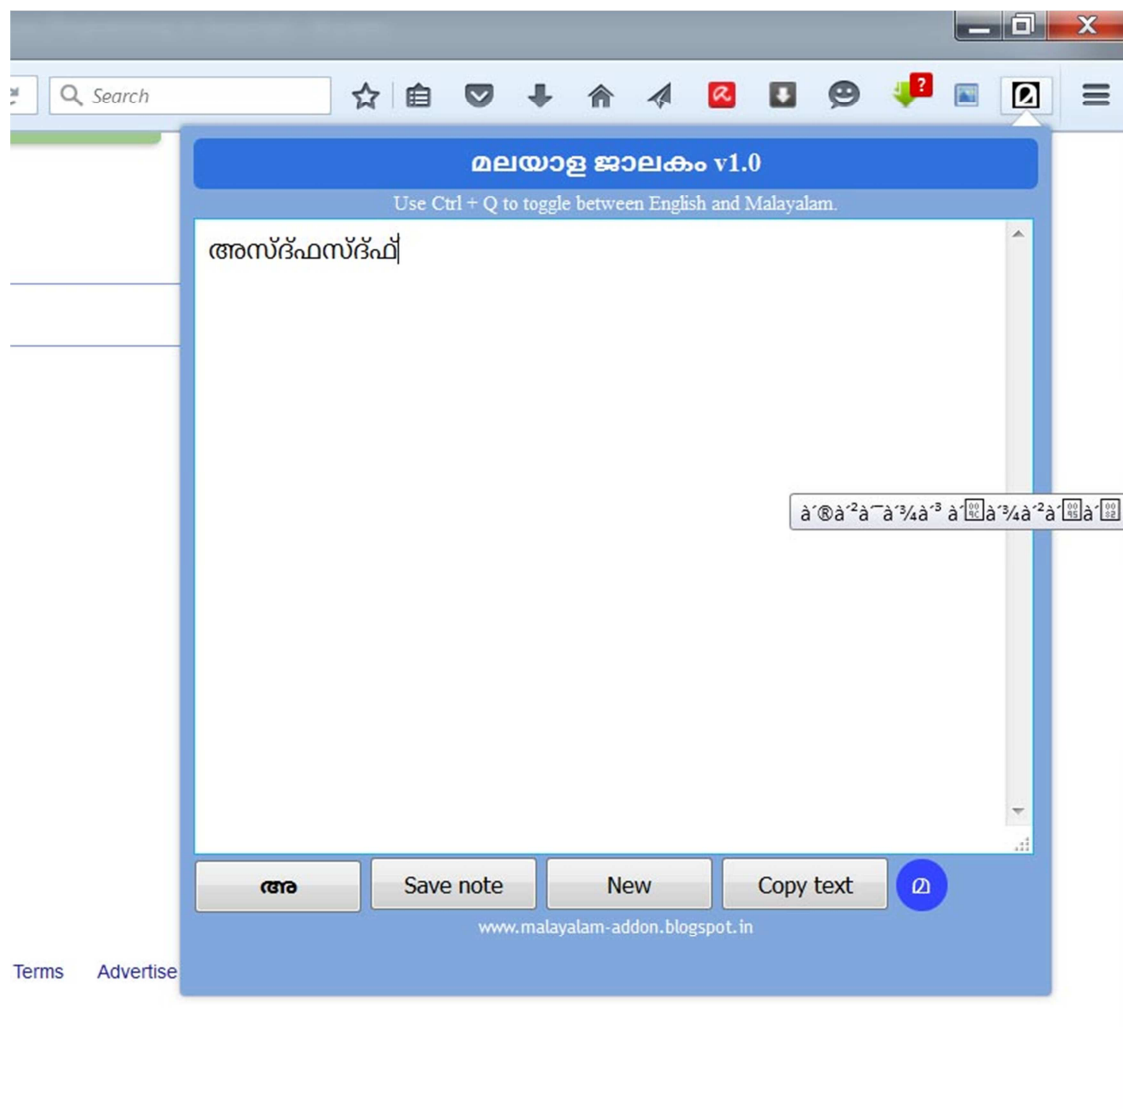 Search
?
മലയാള ജാലകം v1.0
Use Ctrl + Q to toggle between English and Malayalam.
അസ്ദ്ഫസ്ദ്ഫ്
അ
Save note
New
Copy text
മ
www.malayalam-addon.blogspot.in
Terms
Advertise